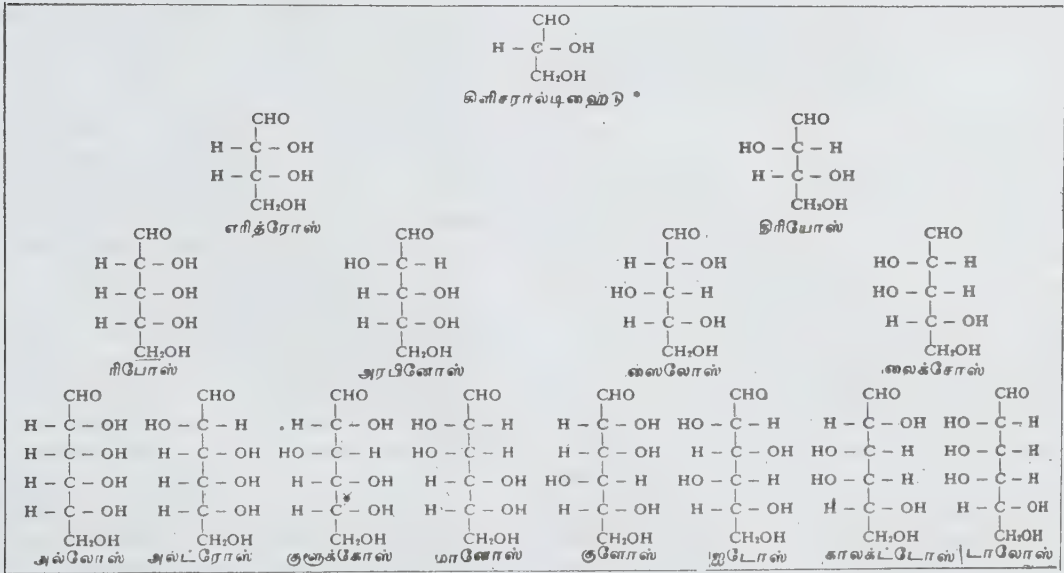 CHO
H – C – OH
CH₂OH
கிளிசரால்டிஹைடு
CHO CHO
H – C – OH HO – C – H
H – C – OH H – C – OH
CH₂OH CH₂OH
எரித்ரோஸ் திரியோஸ்
CHO CHO CHO CHO
H – C – OH HO – C – H H – C – OH HO – C – H
H – C – OH H – C – OH HO – C – H HO – C – H
H – C – OH H – C – OH H – C – OH H – C – OH
CH₂OH CH₂OH CH₂OH CH₂OH
ரிபோஸ் அரபினோஸ் ஸைலோஸ் லைக்சோஸ்
CHO CHO CHO CHO CHO CHO CHO CHO
H – C – OH HO – C – H H – C – OH HO – C – H H – C – OH HO – C – H H – C – OH HO – C – H
H – C – OH H – C – OH HO – C – H HO – C – H H – C – OH H – C – OH HO – C – H HO – C – H
H – C – OH H – C – OH H – C – OH H – C – OH HO – C – H HO – C – H HO – C – H HO – C – H
H – C – OH H – C – OH H – C – OH H – C – OH H – C – OH H – C – OH H – C – OH H – C – OH
CH₂OH CH₂OH CH₂OH CH₂OH CH₂OH CH₂OH CH₂OH CH₂OH
அல்லோஸ் அல்ட்ரோஸ் குளூக்கோஸ் மானோஸ் குளோஸ் ஐடோஸ் காலக்ட்டோஸ் டாலோஸ்